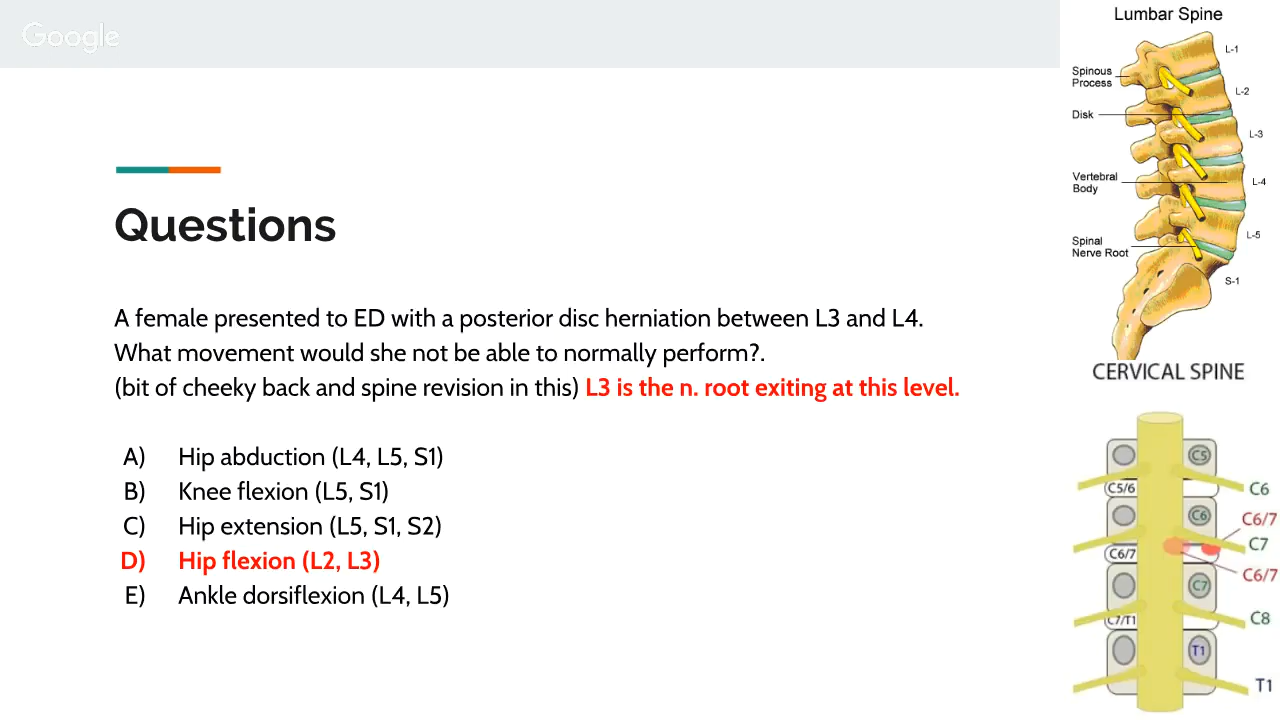 Google
Questions
A female presented to ED with a posterior disc herniation between L3 and L4.
What movement would she not be able to normally perform?.
(bit of cheeky back and spine revision in this) L3 is the n. root exiting at this level.
A) Hip abduction (L4, L5, S1)
B) Knee flexion (L5, S1)
C) Hip extension (L5, S1, S2)
D) Hip flexion (L2, L3)
E) Ankle dorsiflexion (L4, L5)
Lumbar Spine
L-1
Spinous
Process
L-2
Disk
L-3
Vertebral
Body
L-4
L-5
Spinal
Nerve Root
S-1
CERVICAL SPINE
C5
C5/6
C6
C6
C6/7
C7
C6/7
C6/7
C7
C8
C7/T1
T1
T1